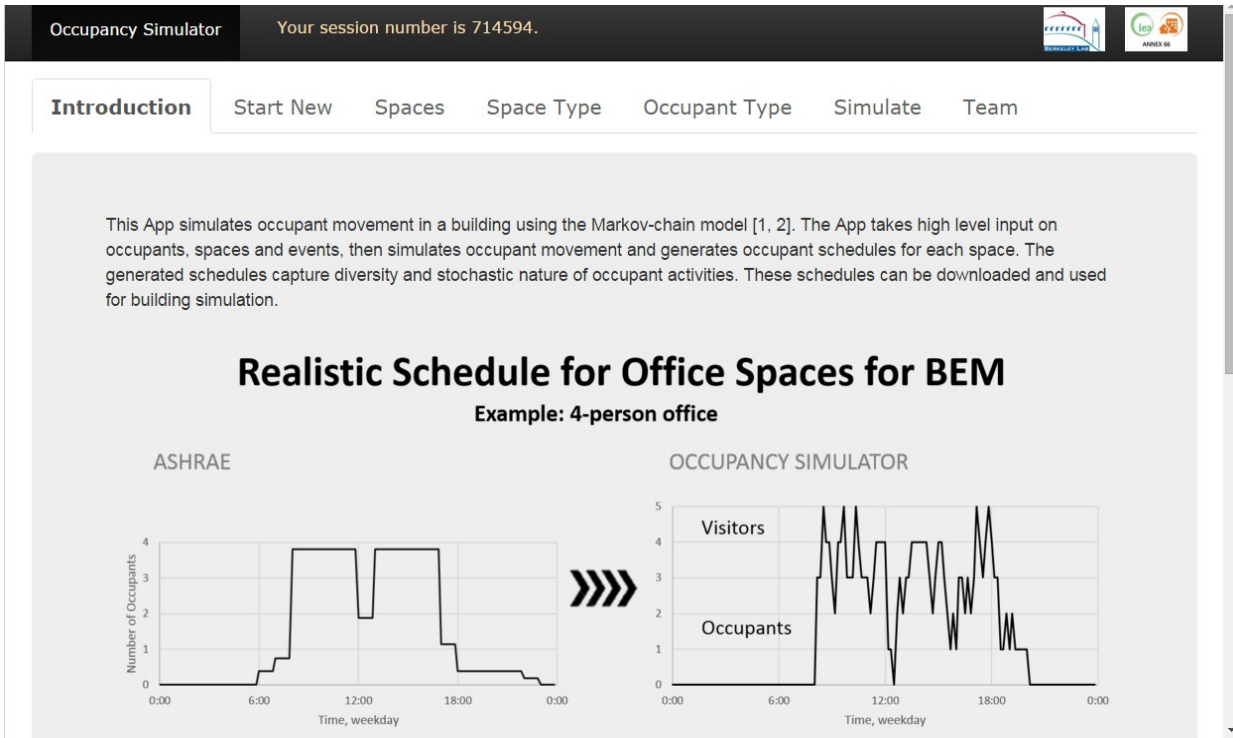 Occupancy Simulator
Your session number is 714594.
BERKELEY LAB
iea
ANNEX 66
Introduction
Start New
Spaces
Space Type
Occupant Type
Simulate
Team
This App simulates occupant movement in a building using the Markov-chain model [1, 2]. The App takes high level input on
occupants, spaces and events, then simulates occupant movement and generates occupant schedules for each space. The
generated schedules capture diversity and stochastic nature of occupant activities. These schedules can be downloaded and used
for building simulation.
Realistic Schedule for Office Spaces for BEM
Example: 4-person office
ASHRAE
Number of Occupants
4
3
2
1
0
0:00 6:00 12:00 18:00 0:00
Time, weekday
OCCUPANCY SIMULATOR
5
4
3
2
1
0
Visitors
Occupants
0:00 6:00 12:00 18:00 0:00
Time, weekday